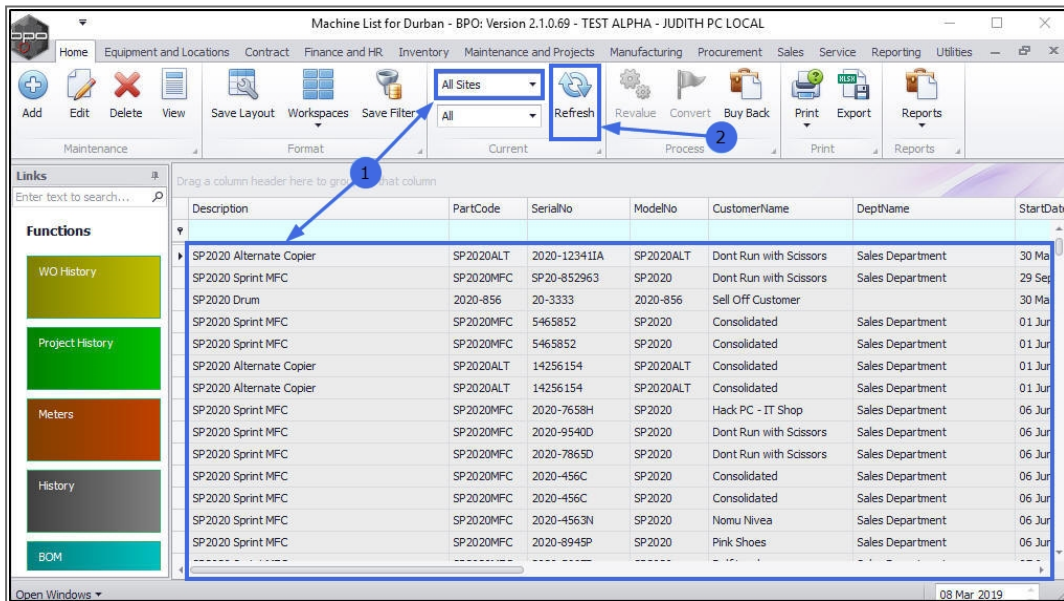 Machine List for Durban - BPO: Version 2.1.0.69 - TEST ALPHA - JUDITH PC LOCAL
bpo
Home Equipment and Locations Contract Finance and HR Inventory Maintenance and Projects Manufacturing Procurement Sales Service Reporting Utilities
All Sites
Add Edit Delete View Save Layout Workspaces Save Filter All Refresh Revalue Convert Buy Back Print Export Reports
2
Maintenance Format Current Process Print Reports
Links
1
Drag a column header here to group that column
Enter text to search...
Description PartCode SerialNo ModelNo CustomerName DeptName StartDate
Functions
SP2020 Alternate Copier SP2020ALT 2020-12341IA SP2020ALT Dont Run with Scissors Sales Department 30 Ma
WO History
SP2020 Sprint MFC SP2020MFC SP20-852963 SP2020 Dont Run with Scissors Sales Department 29 Sep
SP2020 Drum 2020-856 20-3333 2020-856 Sell Off Customer 30 Ma
SP2020 Sprint MFC SP2020MFC 5465852 SP2020 Consolidated Sales Department 01 Jun
Project History
SP2020 Sprint MFC SP2020MFC 5465852 SP2020 Consolidated Sales Department 01 Jun
SP2020 Alternate Copier SP2020ALT 14256154 SP2020ALT Consolidated Sales Department 01 Jun
SP2020 Alternate Copier SP2020ALT 14256154 SP2020ALT Consolidated Sales Department 01 Jun
Meters
SP2020 Sprint MFC SP2020MFC 2020-7658H SP2020 Hack PC - IT Shop Sales Department 06 Jun
SP2020 Sprint MFC SP2020MFC 2020-9540D SP2020 Dont Run with Scissors Sales Department 06 Jun
SP2020 Sprint MFC SP2020MFC 2020-7865D SP2020 Dont Run with Scissors Sales Department 06 Jun
History
SP2020 Sprint MFC SP2020MFC 2020-456C SP2020 Consolidated Sales Department 06 Jun
SP2020 Sprint MFC SP2020MFC 2020-456C SP2020 Consolidated Sales Department 06 Jun
SP2020 Sprint MFC SP2020MFC 2020-4563N SP2020 Nomu Nivea Sales Department 06 Jun
SP2020 Sprint MFC SP2020MFC 2020-8945P SP2020 Pink Shoes Sales Department 06 Jun
BOM
Open Windows 08 Mar 2019